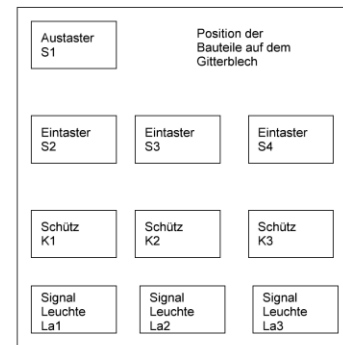 Austaster
S1
Position der
Bauteile auf dem
Gitterblech
Eintaster
S2
Eintaster
S3
Eintaster
S4
Schütz
K1
Schütz
K2
Schütz
K3
Signal
Leuchte
La1
Signal
Leuchte
La2
Signal
Leuchte
La3